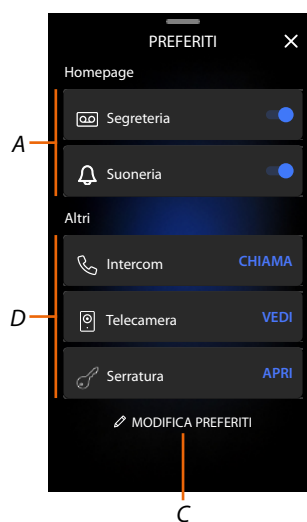 PREFERITI
Homepage
Segreteria
A
Suoneria
Altri
Intercom CHIAMA
D
Telecamera VEDI
Serratura APRI
MODIFICA PREFERITI
C